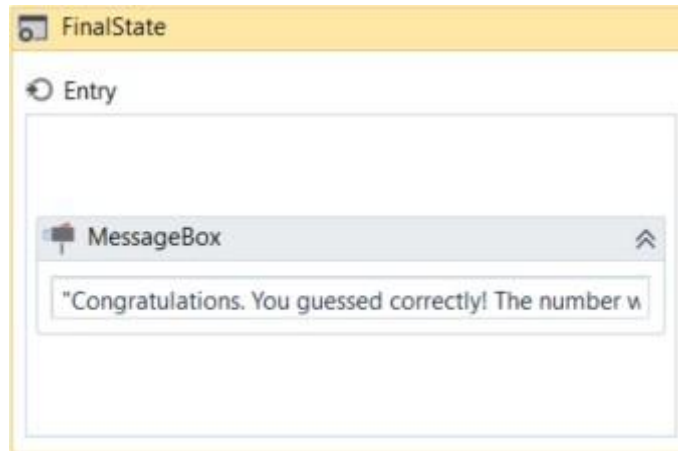 FinalState
Entry
MessageBox
"Congratulations. You guessed correctly! The number